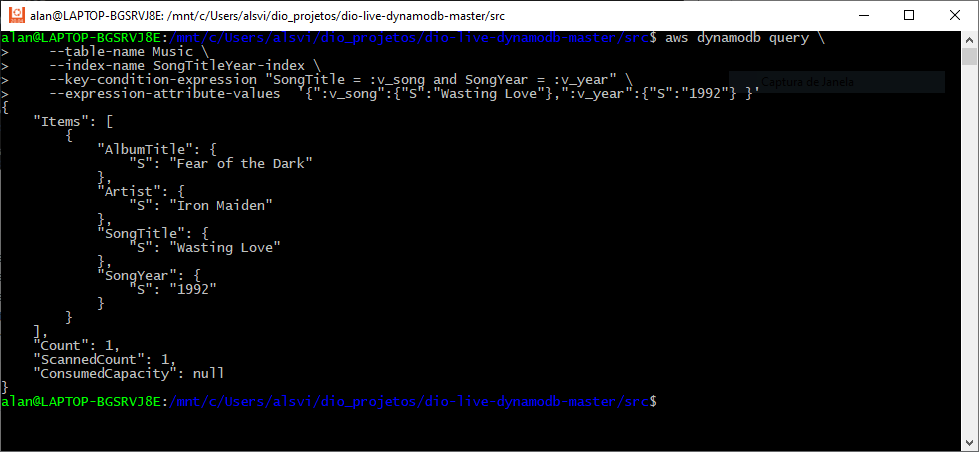 alan@LAPTOP-BGSRVJ8E: /mnt/c/Users/alsvi/dio_projetos/dio-live-dynamodb-master/src
alan@LAPTOP-BGSRVJ8E:/mnt/c/Users/alsvi/dio_projetos/dio-live-dynamodb-master/src$ aws dynamodb query \
>     --table-name Music \
>     --index-name SongTitleYear-index \
>     --key-condition-expression "SongTitle = :v_song and SongYear = :v_year" \
Captura de Janela
>     --expression-attribute-values  '{":v_song":{"S":"Wasting Love"},":v_year":{"S":"1992"} }'
{
    "Items": [
        {
            "AlbumTitle": {
                "S": "Fear of the Dark"
            },
            "Artist": {
                "S": "Iron Maiden"
            },
            "SongTitle": {
                "S": "Wasting Love"
            },
            "SongYear": {
                "S": "1992"
            }
        }
    ],
    "Count": 1,
    "ScannedCount": 1,
    "ConsumedCapacity": null
}
alan@LAPTOP-BGSRVJ8E:/mnt/c/Users/alsvi/dio_projetos/dio-live-dynamodb-master/src$